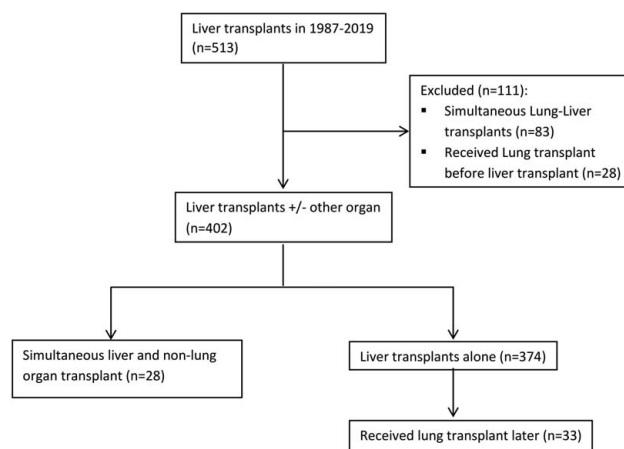 Liver transplants in 1987-2019
(n=513)
Excluded (n=111):
▪ Simultaneous Lung-Liver
transplants (n=83)
▪ Received Lung transplant
before liver transplant (n=28)
Liver transplants +/- other organ
(n=402)
Simultaneous liver and non-lung
organ transplant (n=28)
Liver transplants alone (n=374)
Received lung transplant later (n=33)